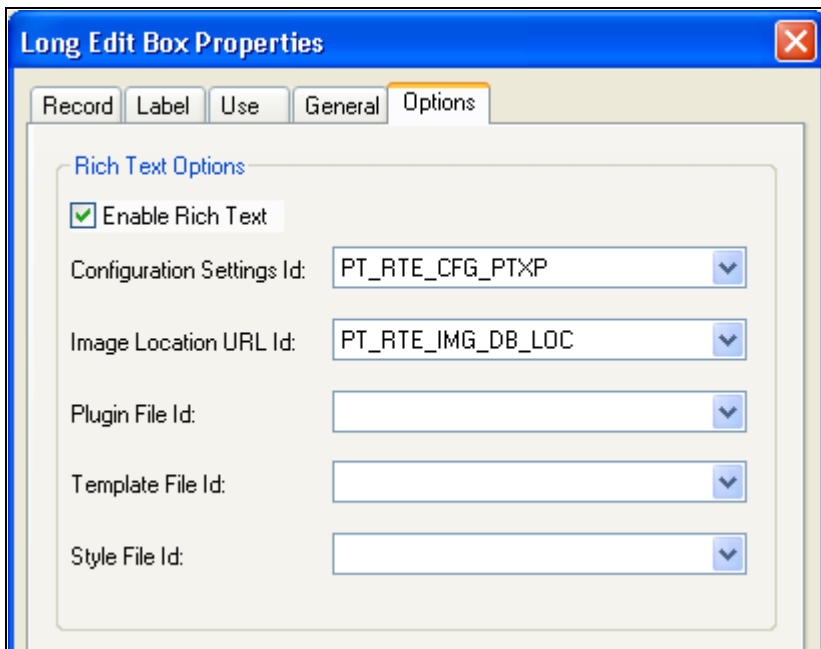 Long Edit Box Properties
Record Label Use General Options
Rich Text Options
Enable Rich Text
Configuration Settings Id: PT_RTE_CFG_PTXP
Image Location URL Id: PT_RTE_IMG_DB_LOC
Plugin File Id:
Template File Id:
Style File Id: